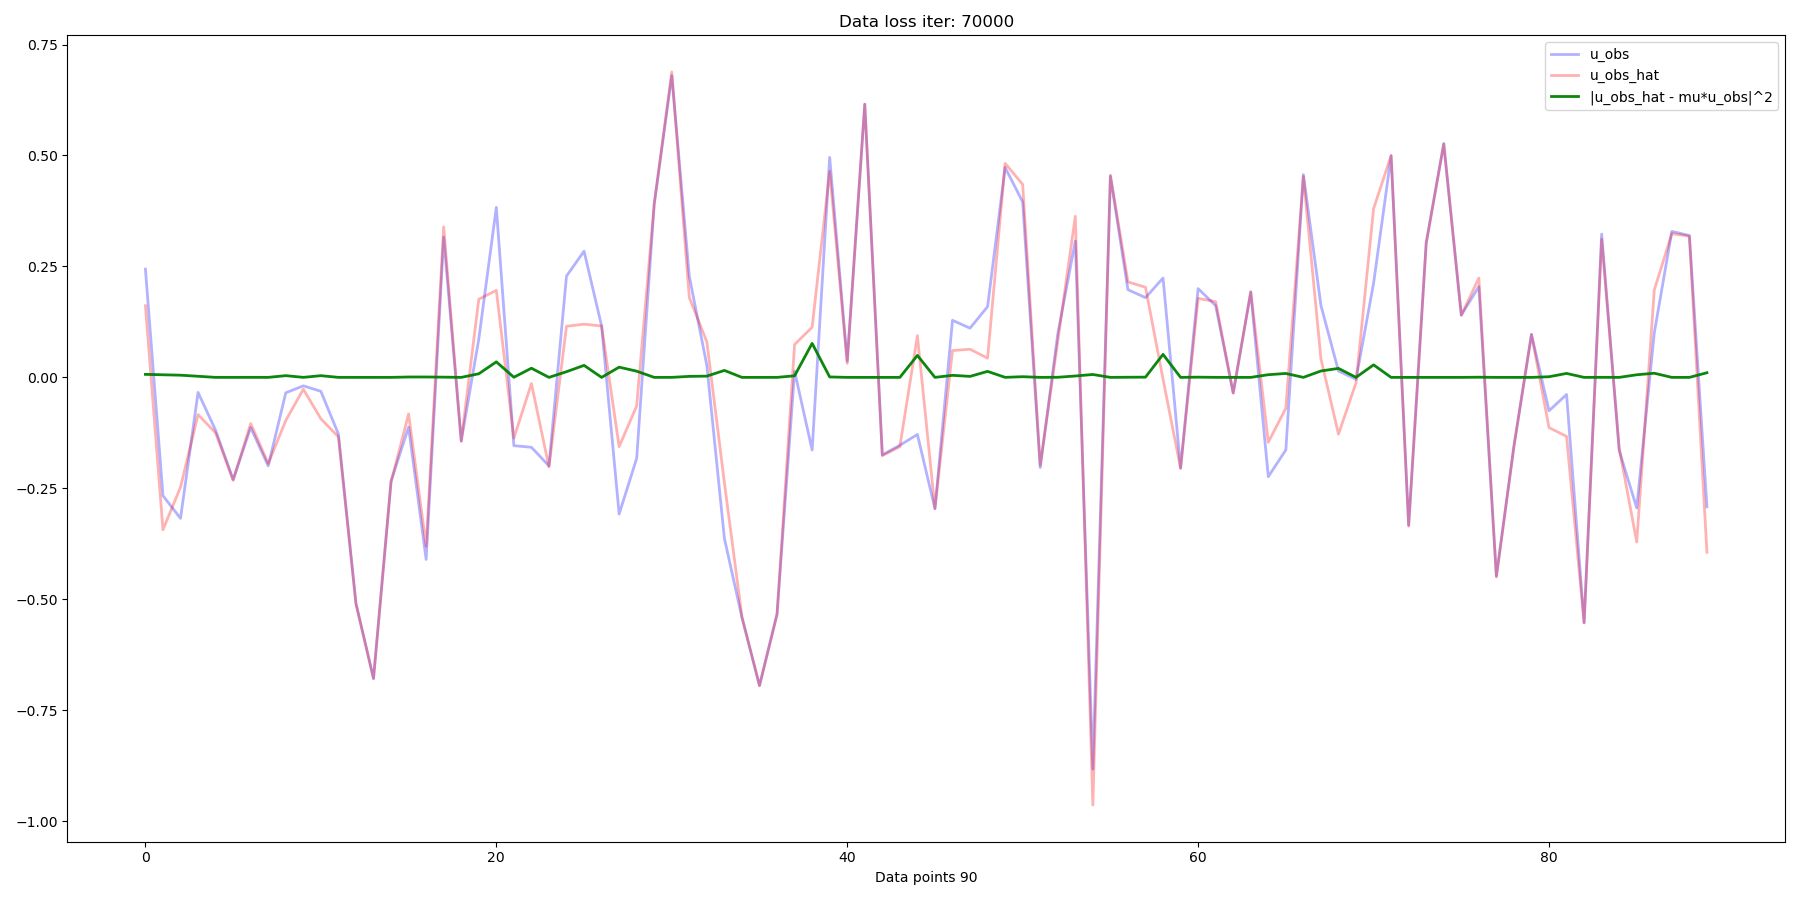 Data loss iter: 70000
u_obs
u_obs_hat
|u_obs_hat - mu*u_obs|^2
0.75
0.50
0.25
0.00
−0.25
−0.50
−0.75
−1.00
0 20 40 60 80
Data points 90